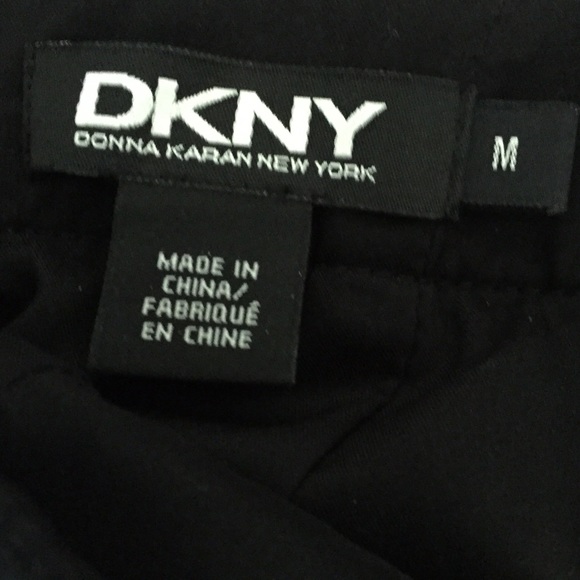 DKNY
DONNA KARAN NEW YORK
M
MADE IN
CHINA/
FABRIQUÉ
EN CHINE